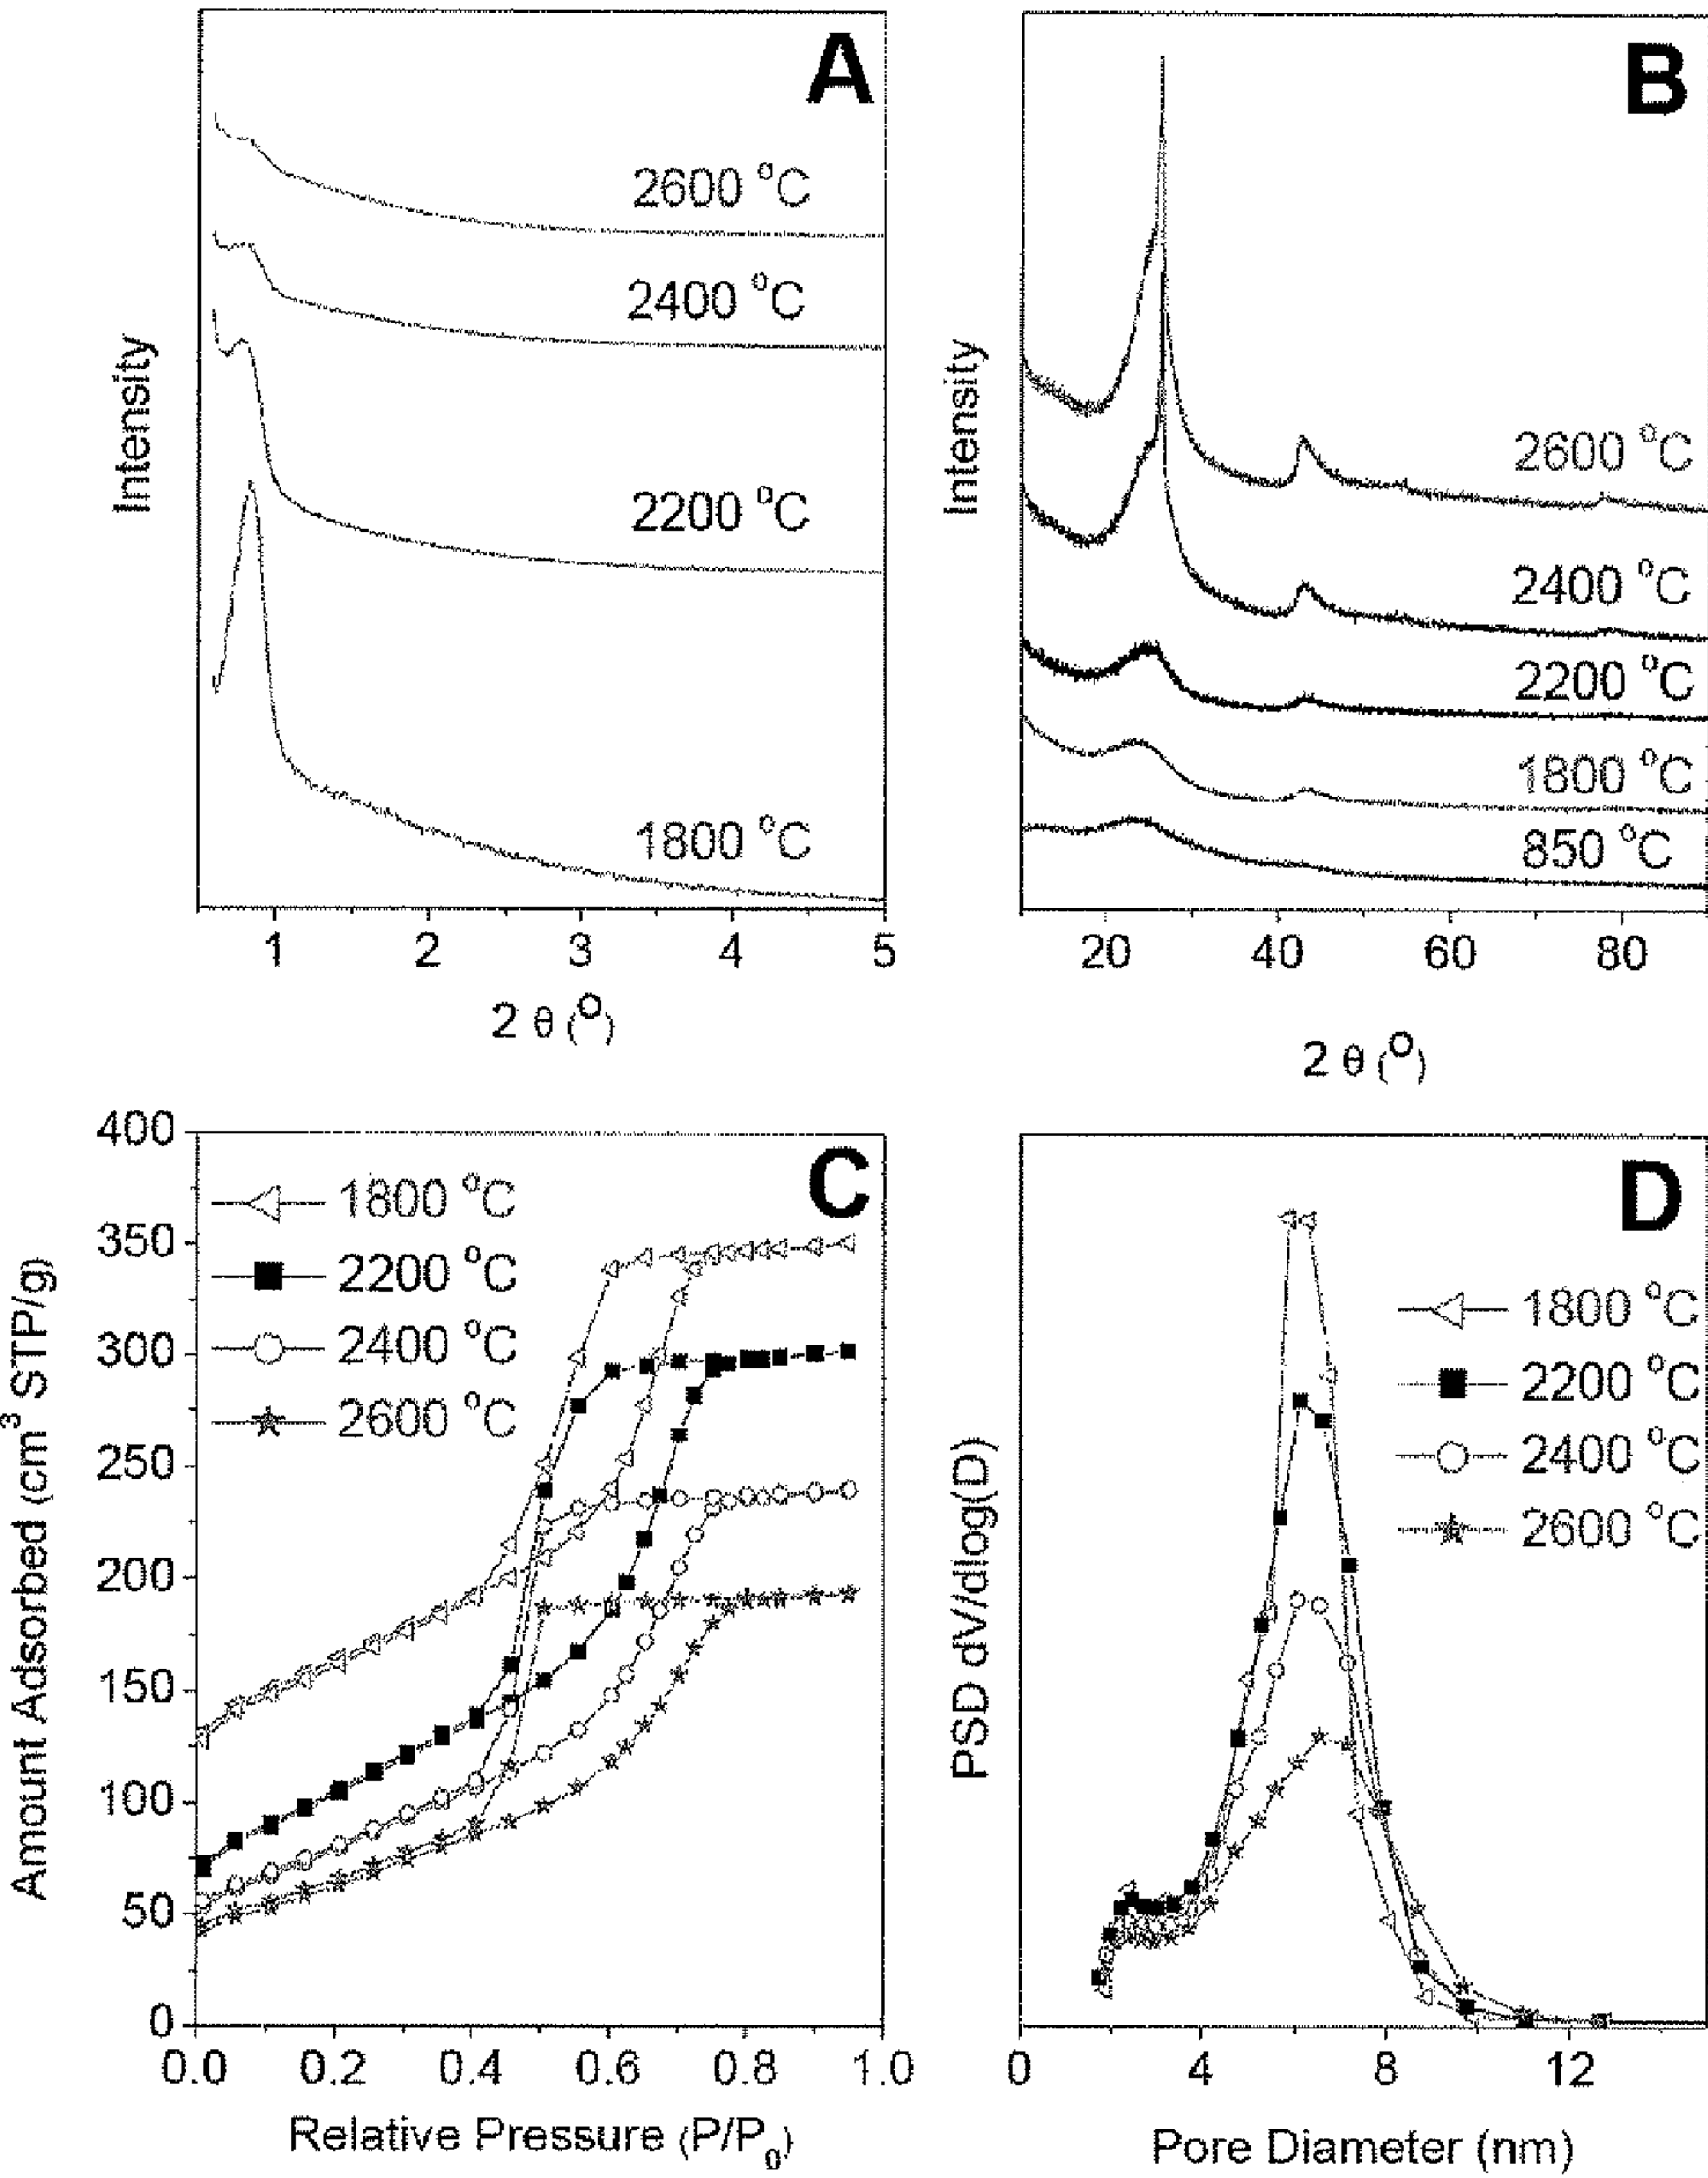 A
2600 °C
2400 °C
2200 °C
1800 °C
Intensity
1 2 3 4 5
2 θ (°)
B
2600 °C
2400 °C
2200 °C
1800 °C
850 °C
Intensity
20 40 60 80
2 θ (°)
C
1800 °C
2200 °C
2400 °C
2600 °C
Amount Adsorbed (cm³ STP/g)
400
350
300
250
200
150
100
50
0
0.0 0.2 0.4 0.6 0.8 1.0
Relative Pressure (P/P₀)
D
1800 °C
2200 °C
2400 °C
2600 °C
PSD dV/dlog(D)
0 4 8 12
Pore Diameter (nm)